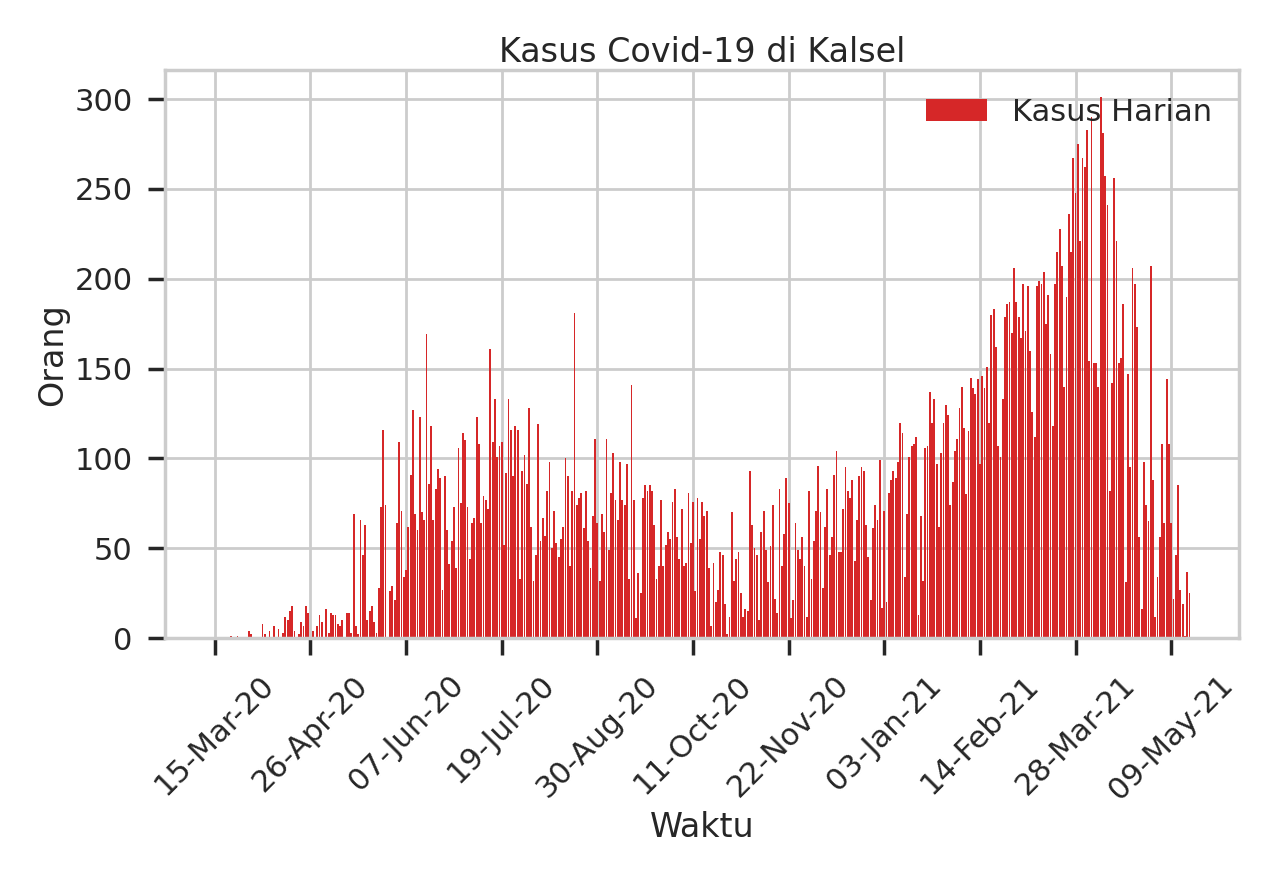 Kasus Covid-19 di Kalsel
Kasus Harian
Orang
300
250
200
150
100
50
0
15-Mar-20
26-Apr-20
07-Jun-20
19-Jul-20
30-Aug-20
11-Oct-20
22-Nov-20
03-Jan-21
14-Feb-21
28-Mar-21
09-May-21
Waktu